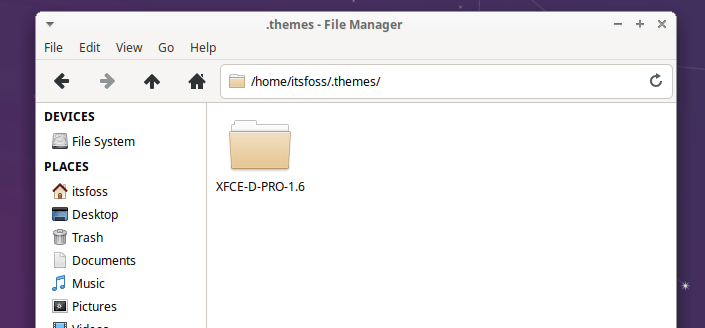 .themes - File Manager
File Edit View Go Help
/home/itsfoss/.themes/
DEVICES
File System
PLACES
itsfoss
Desktop
Trash
Documents
Music
Pictures
Videos
XFCE-D-PRO-1.6